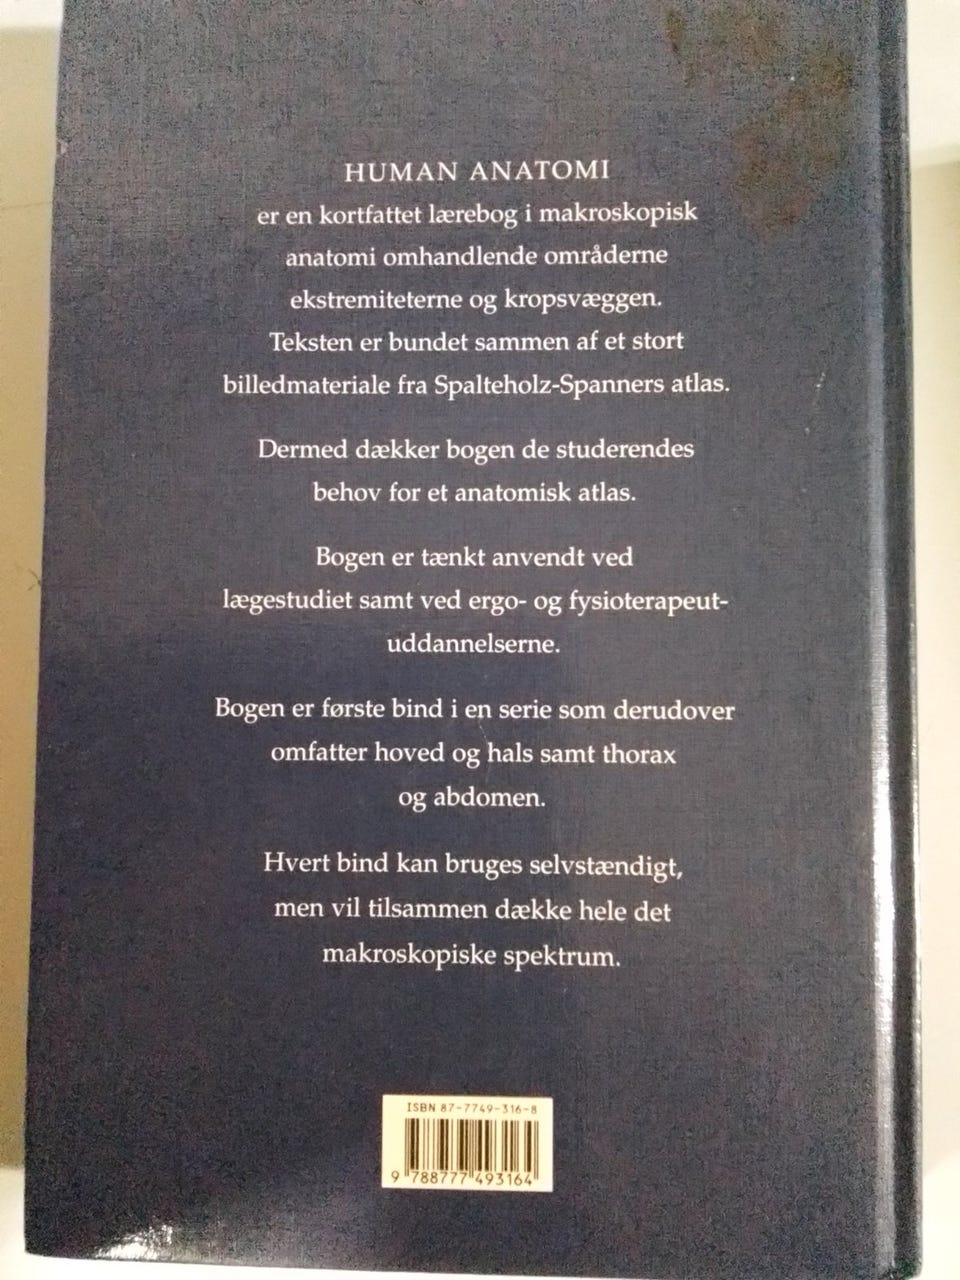 HUMAN ANATOMI
er en kortfattet lærebog i makroskopisk
anatomi omhandlende områderne
ekstremiteterne og kropsvæggen.
Teksten er bundet sammen af et stort
billedmateriale fra Spalteholz-Spanners atlas.
Dermed dækker bogen de studerendes
behov for et anatomisk atlas.
Bogen er tænkt anvendt ved
lægestudiet samt ved ergo- og fysioterapeut-
uddannelserne.
Bogen er første bind i en serie som derudover
omfatter hoved og hals samt thorax
og abdomen.
Hvert bind kan bruges selvstændigt,
men vil tilsammen dække hele det
makroskopiske spektrum.
ISBN 87-7749-316-8
9 788777 493164